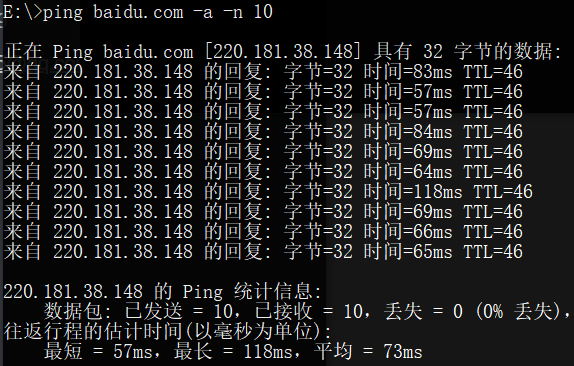 E:\>ping baidu.com -a -n 10
正在 Ping baidu.com [220.181.38.148] 具有 32 字节的数据:
来自 220.181.38.148 的回复: 字节=32 时间=83ms TTL=46
来自 220.181.38.148 的回复: 字节=32 时间=57ms TTL=46
来自 220.181.38.148 的回复: 字节=32 时间=57ms TTL=46
来自 220.181.38.148 的回复: 字节=32 时间=84ms TTL=46
来自 220.181.38.148 的回复: 字节=32 时间=69ms TTL=46
来自 220.181.38.148 的回复: 字节=32 时间=64ms TTL=46
来自 220.181.38.148 的回复: 字节=32 时间=118ms TTL=46
来自 220.181.38.148 的回复: 字节=32 时间=69ms TTL=46
来自 220.181.38.148 的回复: 字节=32 时间=66ms TTL=46
来自 220.181.38.148 的回复: 字节=32 时间=65ms TTL=46
220.181.38.148 的 Ping 统计信息:
数据包: 已发送 = 10，已接收 = 10，丢失 = 0 (0% 丢失)，
往返行程的估计时间(以毫秒为单位):
最短 = 57ms，最长 = 118ms，平均 = 73ms